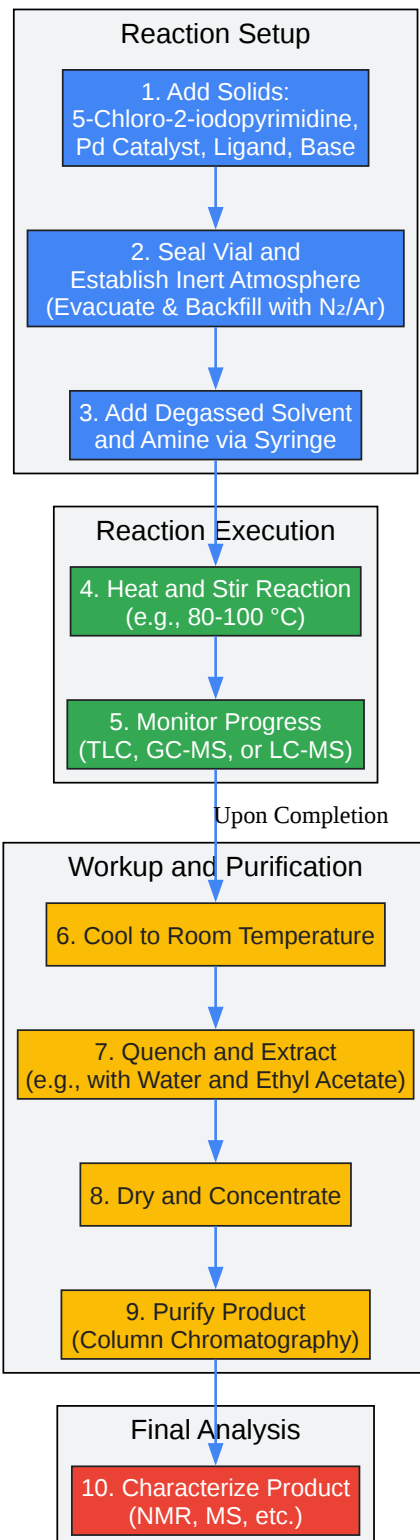 Reaction Setup
1. Add Solids:
5-Chloro-2-iodopyrimidine,
Pd Catalyst, Ligand, Base
2. Seal Vial and
Establish Inert Atmosphere
(Evacuate & Backfill with N₂/Ar)
3. Add Degassed Solvent
and Amine via Syringe
Reaction Execution
4. Heat and Stir Reaction
(e.g., 80-100 °C)
5. Monitor Progress
(TLC, GC-MS, or LC-MS)
Upon Completion
Workup and Purification
6. Cool to Room Temperature
7. Quench and Extract
(e.g., with Water and Ethyl Acetate)
8. Dry and Concentrate
9. Purify Product
(Column Chromatography)
Final Analysis
10. Characterize Product
(NMR, MS, etc.)